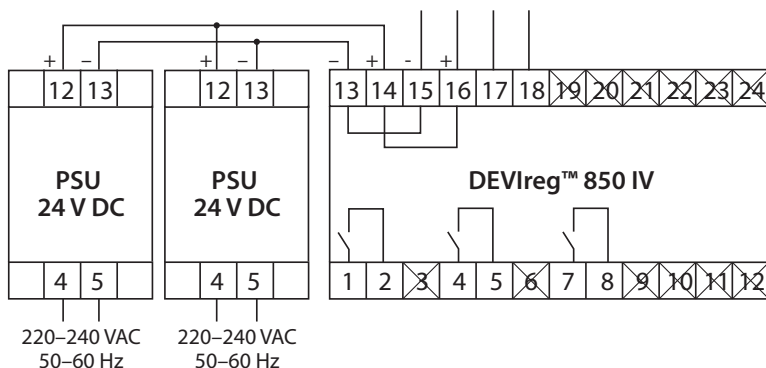 + – + – – + - +
12 13 12 13 13 14 15 16 17 18 19 20 21 22 23 24
PSU
24 V DC
PSU
24 V DC
DEVIreg™ 850 IV
4 5 4 5 1 2 3 4 5 6 7 8 9 10 11 12
220–240 VAC
50–60 Hz
220–240 VAC
50–60 Hz